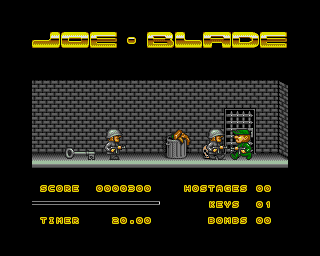 JOE · BLADE
SCORE 0000300 HOSTAGES 00
KEYS 01
TIMER 20.00 BOMBS 00